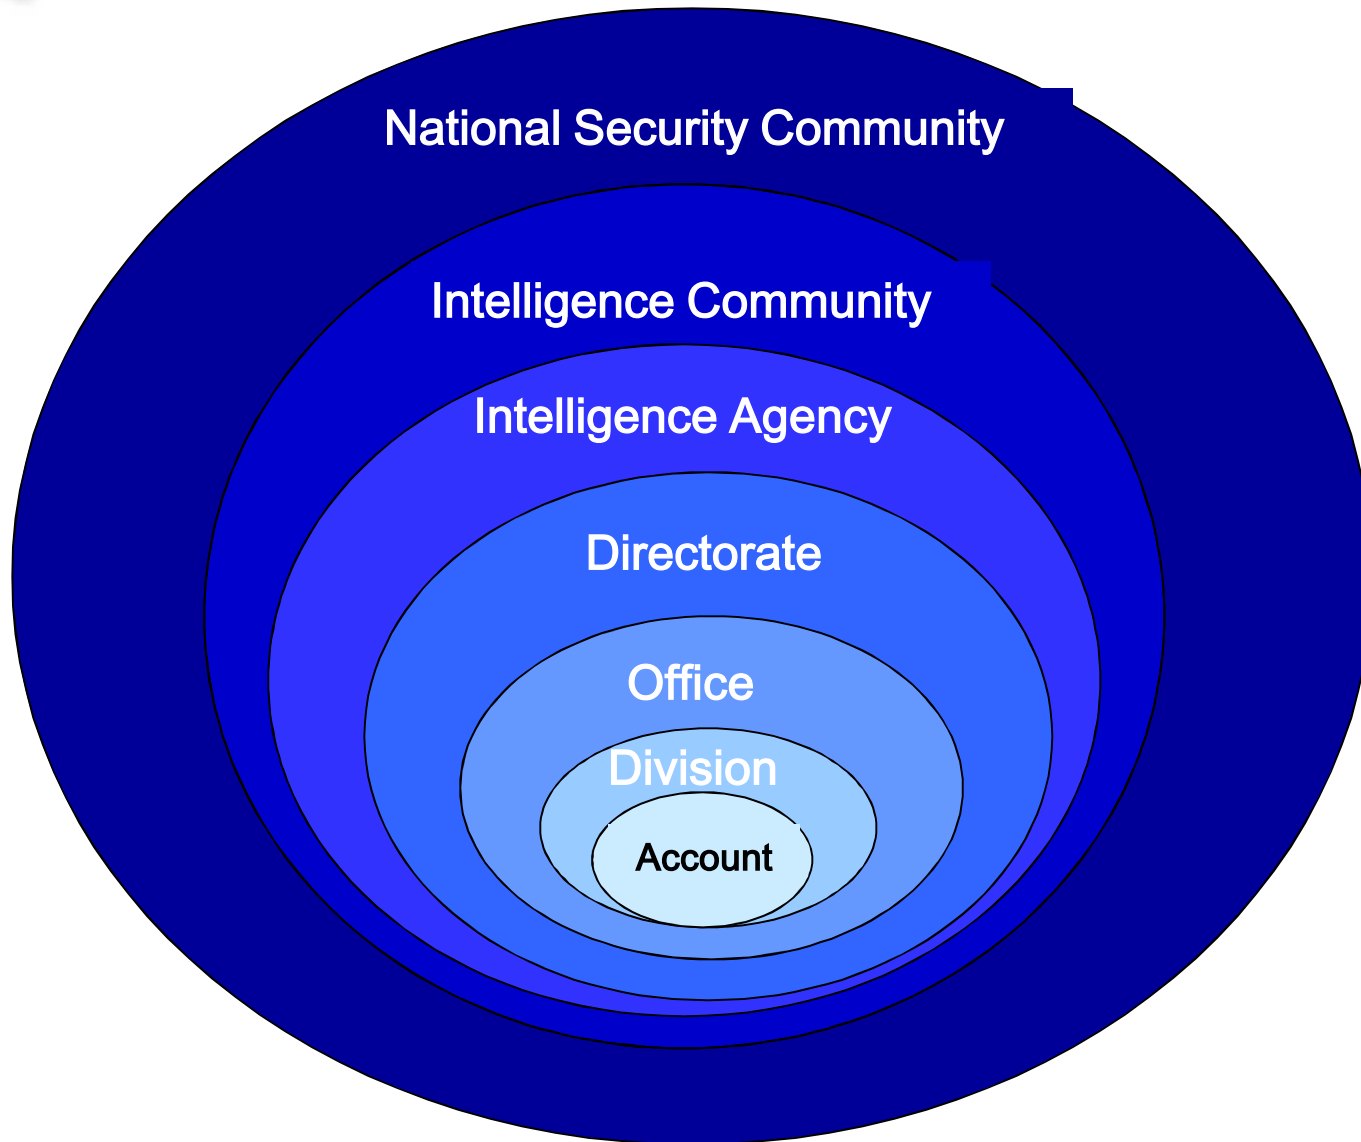 National Security Community
Intelligence Community
Intelligence Agency
Directorate
Office
Division
Account